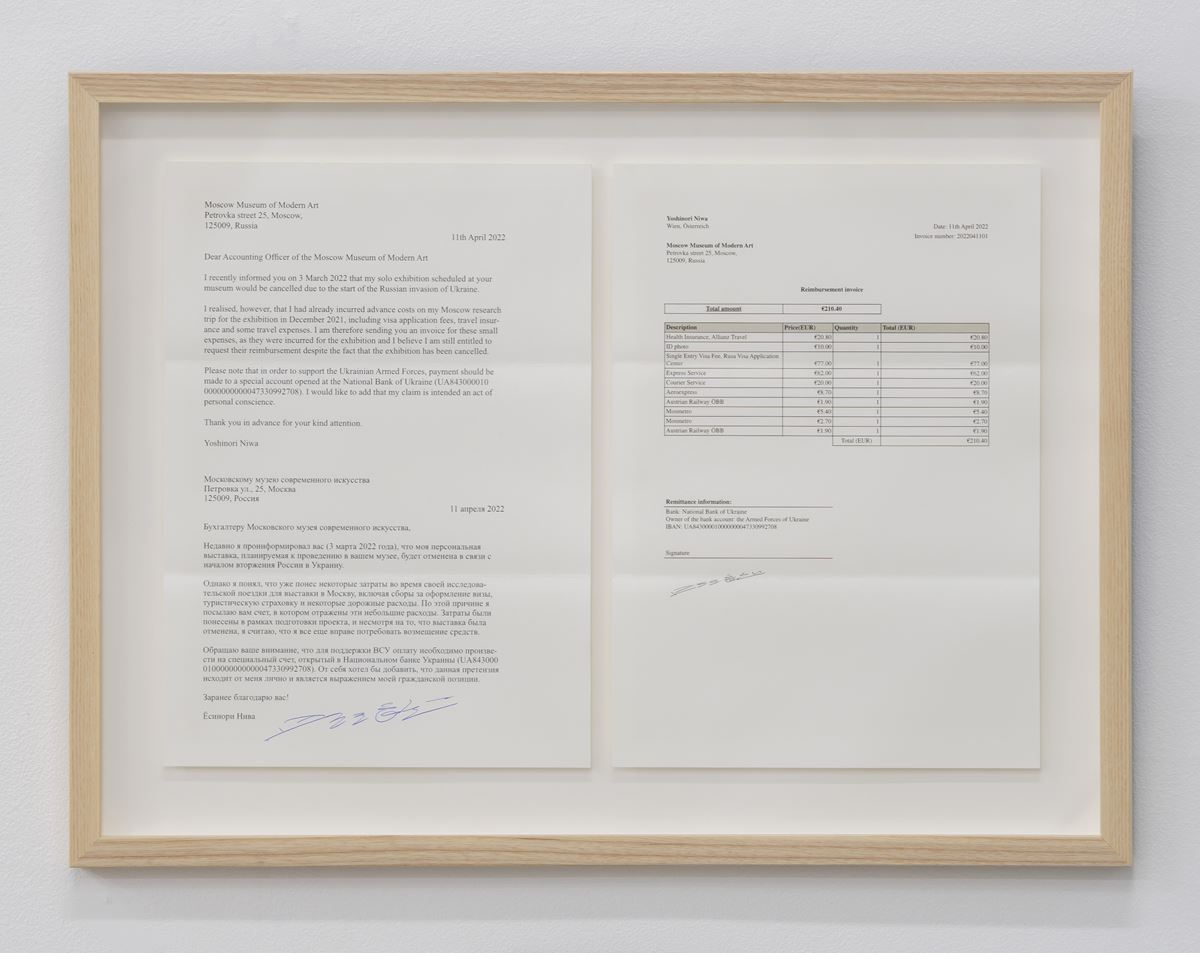 Moscow Museum of Modern Art
Petrovka street 25, Moscow,
125009, Russia
11th April 2022
Dear Accounting Officer of the Moscow Museum of Modern Art
I recently informed you on 3 March 2022 that my solo exhibition scheduled at your
museum would be cancelled due to the start of the Russian invasion of Ukraine.
I realised, however, that I had already incurred advance costs on my Moscow research
trip for the exhibition in December 2021, including visa application fees, travel insur-
ance and some travel expenses. I am therefore sending you an invoice for these small
expenses, as they were incurred for the exhibition and I believe I am still entitled to
request their reimbursement despite the fact that the exhibition has been cancelled.
Please note that in order to support the Ukrainian Armed Forces, payment should be
made to a special account opened at the National Bank of Ukraine (UA843000010
0000000000047330992708). I would like to add that my claim is intended an act of
personal conscience.
Thank you in advance for your kind attention.
Yoshinori Niwa
Московскому музею современного искусства
Петровка ул., 25, Москва
125009, Россия
11 апреля 2022
Бухгалтеру Московского музея современного искусства,
Недавно я проинформировал вас (3 марта 2022 года), что моя персональная
выставка, планируемая к проведению в вашем музее, будет отменена в связи с
началом вторжения России в Украину.
Однако я понял, что уже понес некоторые затраты во время своей исследова-
тельской поездки для выставки в Москву, включая сборы за оформление визы,
туристическую страховку и некоторые дорожные расходы. По этой причине я
посылаю вам счет, в котором отражены эти небольшие расходы. Затраты были
понесены в рамках подготовки проекта, и несмотря на то, что выставка была
отменена, я считаю, что я все еще вправе потребовать возмещение средств.
Обращаю ваше внимание, что для поддержки ВСУ оплату необходимо произве-
сти на специальный счет, открытый в Национальном банке Украины (UA843000
0100000000000047330992708). От себя хотел бы добавить, что данная претензия
исходит от меня лично и является выражением моей гражданской позиции.
Заранее благодарю вас!
Ёсинори Нива
Yoshinori Niwa
Wien, Österreich
Date: 11th April 2022
Invoice number: 2022041101
Moscow Museum of Modern Art
Petrovka street 25, Moscow,
125009, Russia
Reimbursement invoice
Total amount €210.40
Description Price(EUR) Quantity Total (EUR)
Health Insurance, Allianz Travel €20.80 1 €20.80
ID photo €10.00 1 €10.00
Single Entry Visa Fee, Russ Visa Application
Center €77.00 1 €77.00
Express Service €62.00 1 €62.00
Courier Service €20.00 1 €20.00
Aeroexpress €8.70 1 €8.70
Austrian Railway ÖBB €1.90 1 €1.90
Mosmetro €5.40 1 €5.40
Mosmetro €2.70 1 €2.70
Austrian Railway ÖBB €1.90 1 €1.90
Total (EUR) €210.40
Remittance information:
Bank: National Bank of Ukraine
Owner of the bank account: the Armed Forces of Ukraine
IBAN: UA843000010000000047330992708
Signature